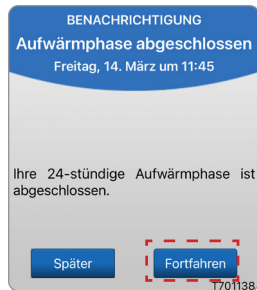 BENACHRICHTIGUNG
Aufwärmphase abgeschlossen
Freitag, 14. März um 11:45
Ihre 24-stündige Aufwärmphase ist
abgeschlossen.
Später
Fortfahren
T701138